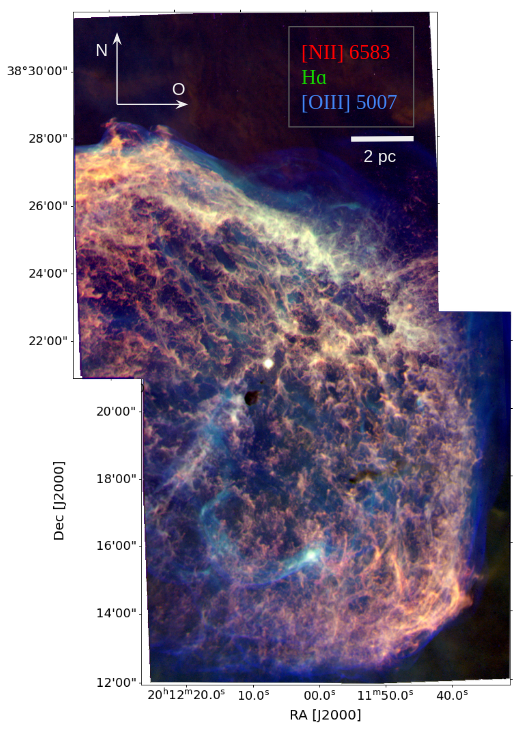 N
O
[NII] 6583
Hα
[OIII] 5007
2 pc
38°30'00"
28'00"
26'00"
24'00"
22'00"
20'00"
18'00"
16'00"
14'00"
12'00"
Dec [J2000]
20h12m20.0s 10.0s 00.0s 11m50.0s 40.0s
RA [J2000]